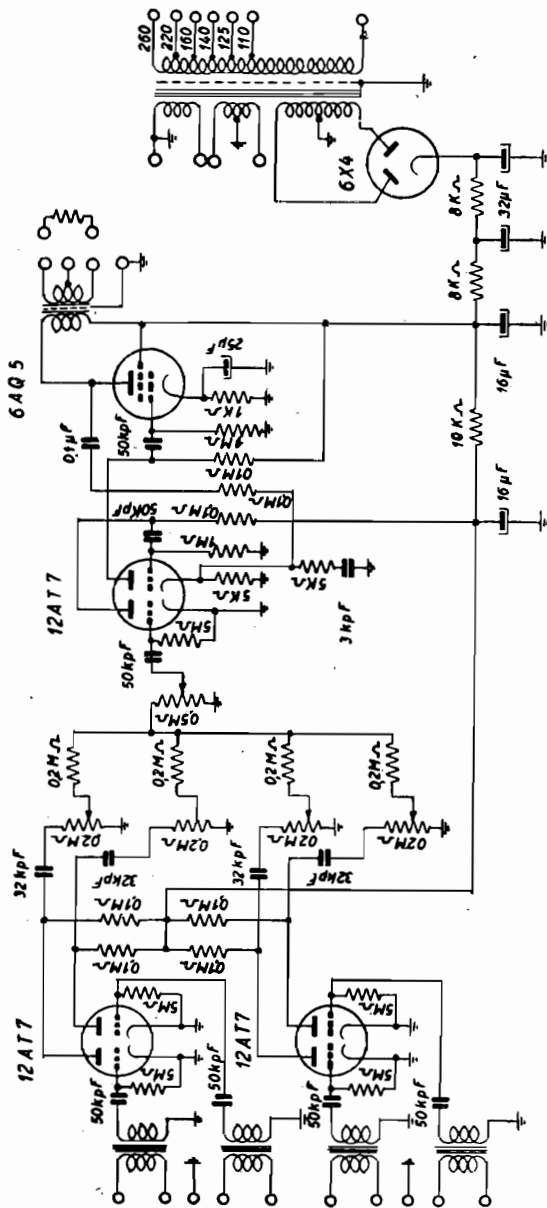 260
220
160
140
125
110
6X4
8KΩ
32µF
8KΩ
16µF
10KΩ
16µF
6AQ5
25µF
1KΩ
50kpF
1MΩ
0,1MΩ
0,1µF
0,1MΩ
50KpF
0,1MΩ
12AT7
1MΩ
5KΩ
5KΩ
3kpF
5MΩ
50kpF
0,5MΩ
0,2MΩ
0,2MΩ
0,2MΩ
0,2MΩ
0,2MΩ
0,2MΩ
0,2MΩ
0,2MΩ
32kpF
32kpF
32kpF
32kpF
0,1MΩ
0,1MΩ
0,1MΩ
0,1MΩ
12AT7
5MΩ
5MΩ
50kpF
50kpF
12AT7
5MΩ
5MΩ
50kpF
50kpF